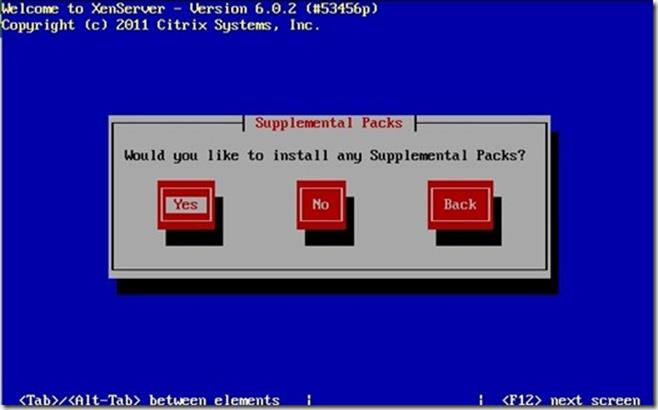 Welcome to XenServer - Version 6.0.2 (#53456p)
Copyright (c) 2011 Citrix Systems, Inc.
Supplemental Packs
Would you like to install any Supplemental Packs?
Yes No Back
<Tab>/<Alt-Tab> between elements | | <F12> next screen